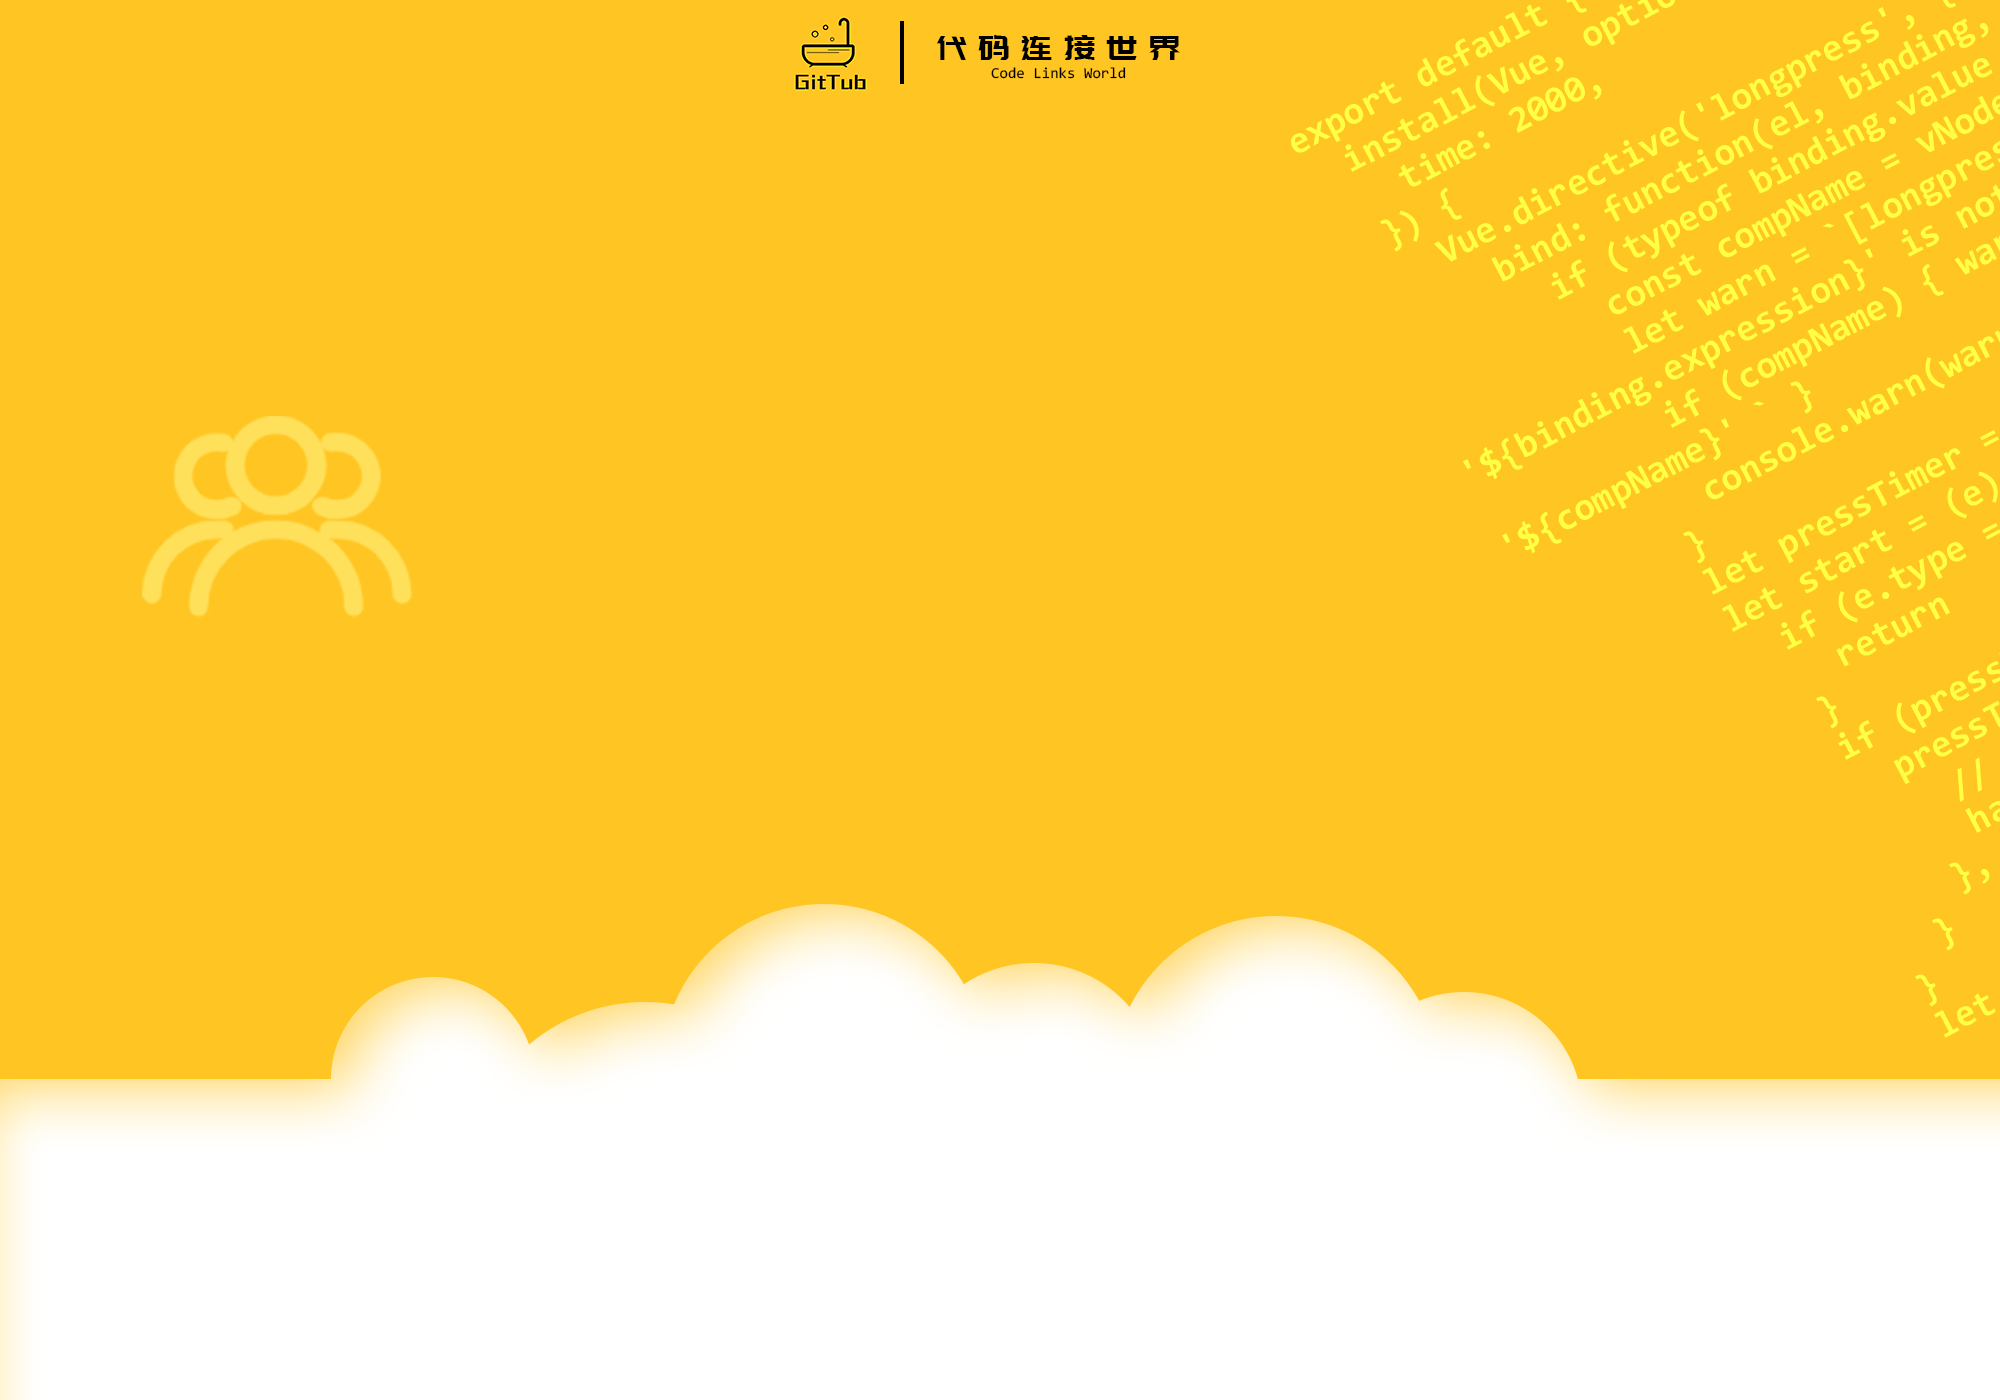 GitTub
代码连接世界
Code Links World
export default {
install(Vue, optio
time: 2000,
}) {
Vue.directive('longpress', {
bind: function(el, binding,
if (typeof binding.value
const compName = vNode
let warn = `[longpres
'${binding.expression}' is not
if (compName) { war
'${compName}' ` }
console.warn(warn
}
let pressTimer =
let start = (e)
if (e.type =
return
}
if (press
pressT
//
ha
},
}
}
let